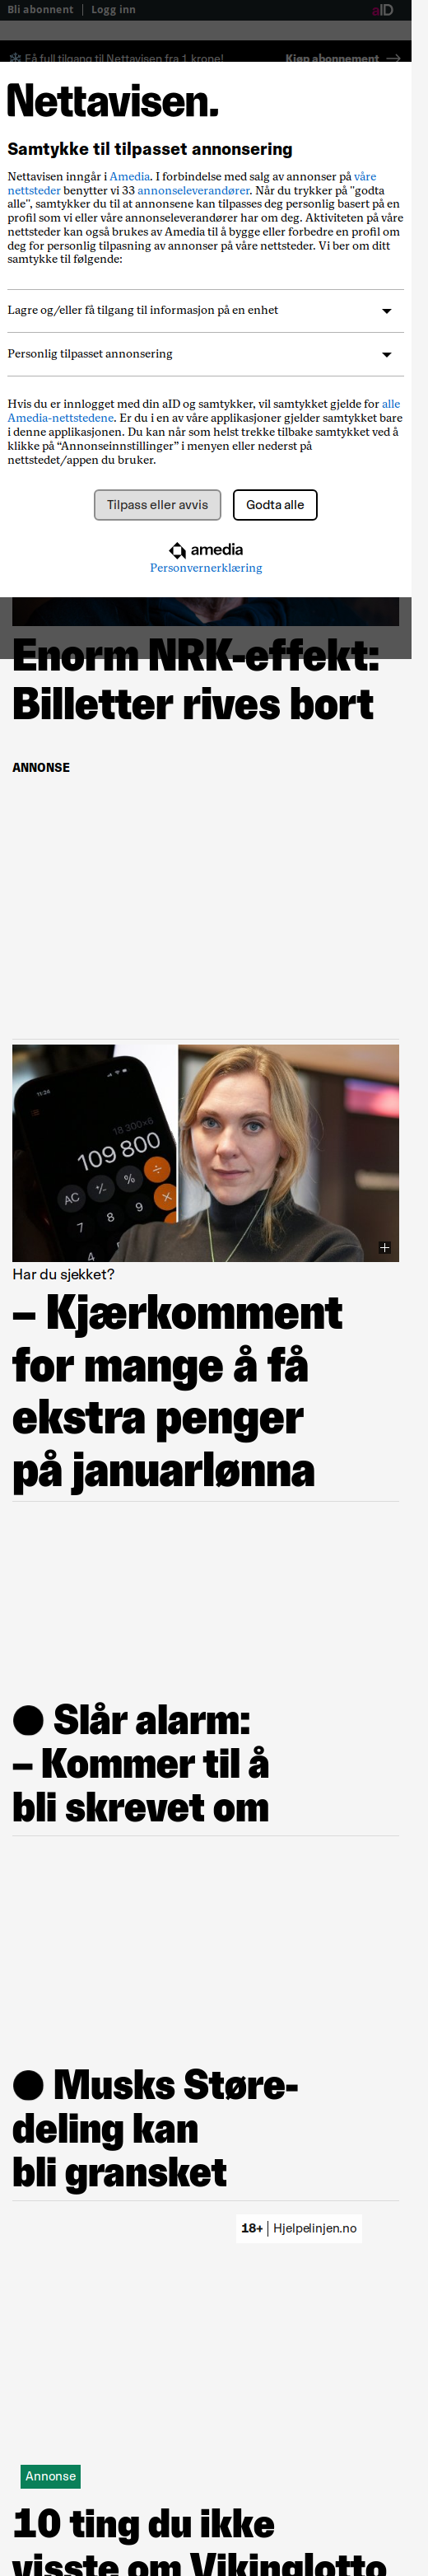 Bli abonnent | Logg inn
aID
Få full tilgang til Nettavisen fra 1 krone!
Kjøp abonnement →
Nettavisen.
Samtykke til tilpasset annonsering
Nettavisen inngår i Amedia. I forbindelse med salg av annonser på våre
nettsteder benytter vi 33 annonseleverandører. Når du trykker på "godta
alle", samtykker du til at annonsene kan tilpasses deg personlig basert på en
profil som vi eller våre annonseleverandører har om deg. Aktiviteten på våre
nettsteder kan også brukes av Amedia til å bygge eller forbedre en profil om
deg for personlig tilpasning av annonser på våre nettsteder. Vi ber om ditt
samtykke til følgende:
Lagre og/eller få tilgang til informasjon på en enhet
Personlig tilpasset annonsering
Hvis du er innlogget med din aID og samtykker, vil samtykket gjelde for alle
Amedia-nettstedene. Er du i en av våre applikasjoner gjelder samtykket bare
i denne applikasjonen. Du kan når som helst trekke tilbake samtykket ved å
klikke på “Annonseinnstillinger” i menyen eller nederst på
nettstedet/appen du bruker.
Tilpass eller avvis
Godta alle
amedia
Personvernerklæring
Enorm NRK-effekt:
Billetter rives bort
ANNONSE
11:24
18 300×6
109 800
AC +/- % ÷
7 8 9 ×
4
Har du sjekket?
– Kjærkomment
for mange å få
ekstra penger
på januarlønna
● Slår alarm:
– Kommer til å
bli skrevet om
● Musks Støre-
deling kan
bli gransket
18+ | Hjelpelinjen.no
Annonse
10 ting du ikke
visste om Vikinglotto